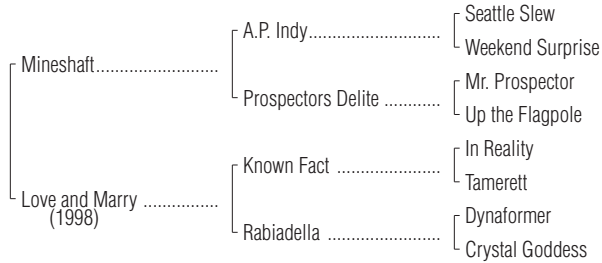 Seattle Slew
A.P. Indy
Weekend Surprise
Mineshaft
Mr. Prospector
Prospectors Delite
Up the Flagpole
In Reality
Known Fact
Tamerett
Love and Marry
(1998)
Dynaformer
Rabiadella
Crystal Goddess